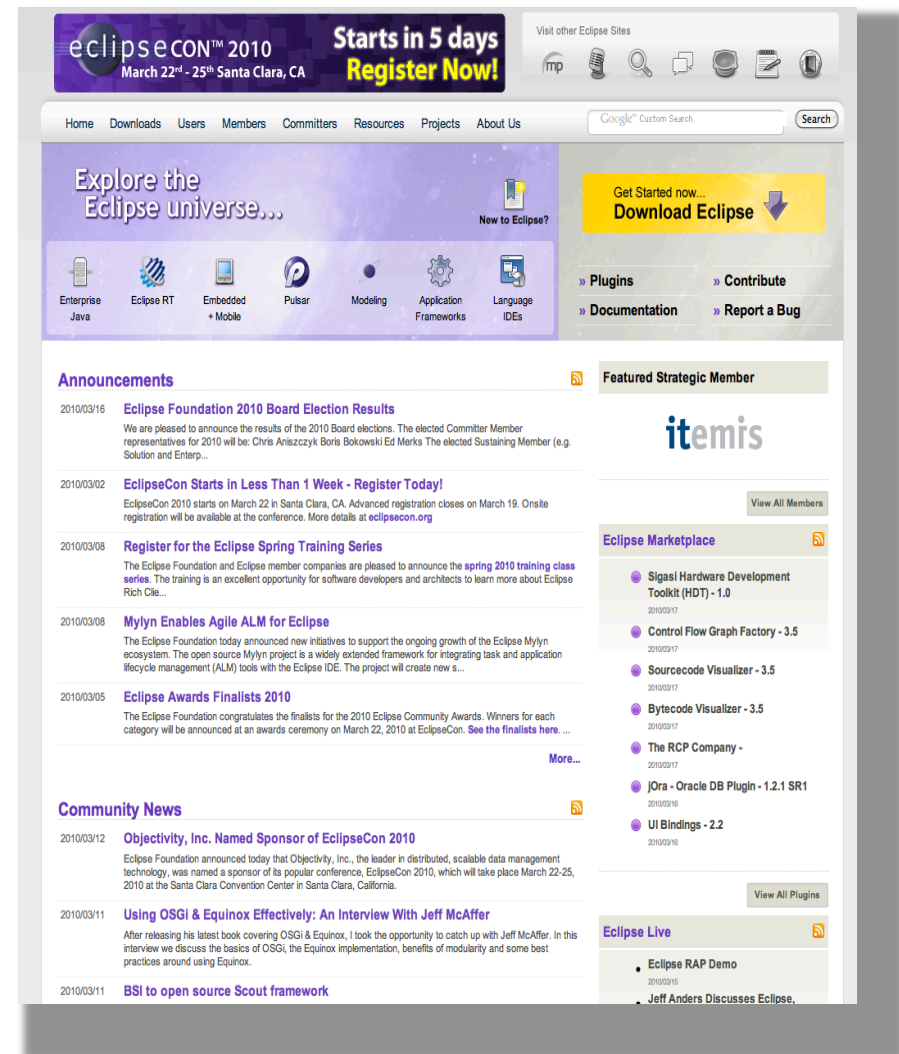 eclipsecon™ 2010
March 22rd - 25th Santa Clara, CA
Starts in 5 days
Register Now!
Visit other Eclipse Sites
mp
Home Downloads Users Members Committers Resources Projects About Us
Google™ Custom Search
Search
Explore the
Eclipse universe...
New to Eclipse?
Get Started now...
Download Eclipse
Enterprise
Java
Eclipse RT
Embedded
+ Mobile
Pulsar
Modeling
Application
Frameworks
Language
IDEs
» Plugins
» Contribute
» Documentation
» Report a Bug
Announcements
2010/03/16 Eclipse Foundation 2010 Board Election Results
We are pleased to announce the results of the 2010 Board elections. The elected Committer Member
representatives for 2010 will be: Chris Aniszczyk Boris Bokowski Ed Merks The elected Sustaining Member (e.g.
Solution and Enterp...
2010/03/02 EclipseCon Starts in Less Than 1 Week - Register Today!
EclipseCon 2010 starts on March 22 in Santa Clara, CA. Advanced registration closes on March 19. Onsite
registration will be available at the conference. More details at eclipsecon.org
2010/03/08 Register for the Eclipse Spring Training Series
The Eclipse Foundation and Eclipse member companies are pleased to announce the spring 2010 training class
series. The training is an excellent opportunity for software developers and architects to learn more about Eclipse
Rich Clie...
2010/03/08 Mylyn Enables Agile ALM for Eclipse
The Eclipse Foundation today announced new initiatives to support the ongoing growth of the Eclipse Mylyn
ecosystem. The open source Mylyn project is a widely extended framework for integrating task and application
lifecycle management (ALM) tools with the Eclipse IDE. The project will create new s...
2010/03/05 Eclipse Awards Finalists 2010
The Eclipse Foundation congratulates the finalists for the 2010 Eclipse Community Awards. Winners for each
category will be announced at an awards ceremony on March 22, 2010 at EclipseCon. See the finalists here. ...
More...
Community News
2010/03/12 Objectivity, Inc. Named Sponsor of EclipseCon 2010
Eclipse Foundation announced today that Objectivity, Inc., the leader in distributed, scalable data management
technology, was named a sponsor of its popular conference, EclipseCon 2010, which will take place March 22-25,
2010 at the Santa Clara Convention Center in Santa Clara, California.
2010/03/11 Using OSGi & Equinox Effectively: An Interview With Jeff McAffer
After releasing his latest book covering OSGi & Equinox, I took the opportunity to catch up with Jeff McAffer. In this
interview we discuss the basics of OSGi, the Equinox implementation, benefits of modularity and some best
practices around using Equinox.
2010/03/11 BSI to open source Scout framework
Featured Strategic Member
itemis
View All Members
Eclipse Marketplace
Sigasi Hardware Development
Toolkit (HDT) - 1.0
2010/03/17
Control Flow Graph Factory - 3.5
2010/03/17
Sourcecode Visualizer - 3.5
2010/03/17
Bytecode Visualizer - 3.5
2010/03/17
The RCP Company -
2010/03/17
jOra - Oracle DB Plugin - 1.2.1 SR1
2010/03/16
UI Bindings - 2.2
2010/03/16
View All Plugins
Eclipse Live
Eclipse RAP Demo
2010/03/15
Jeff Anders Discusses Eclipse,